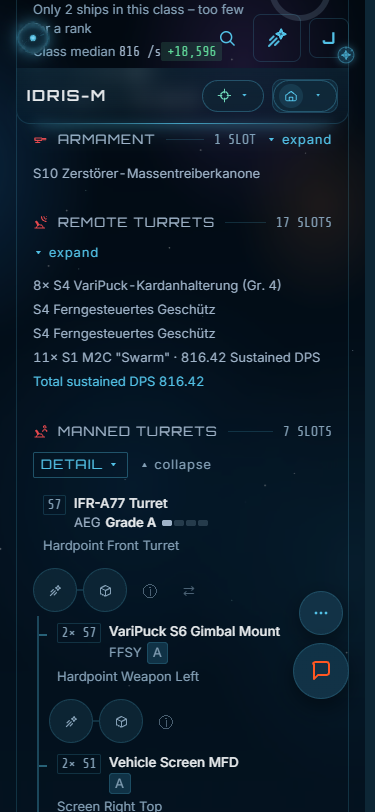 Only 2 ships in this class – too few
for a rank
Class median 816 /s +18,596
IDRIS-M
ARMAMENT 1 SLOT expand
S10 Zerstörer-Massentreiberkanone
REMOTE TURRETS 17 SLOTS
expand
8× S4 VariPuck-Kardanhalterung (Gr. 4)
S4 Ferngesteuertes Geschütz
S4 Ferngesteuertes Geschütz
11× S1 M2C "Swarm" · 816.42 Sustained DPS
Total sustained DPS 816.42
MANNED TURRETS 7 SLOTS
DETAIL collapse
S7 IFR-A77 Turret
AEG Grade A
Hardpoint Front Turret
2× S7 VariPuck S6 Gimbal Mount
FFSY A
Hardpoint Weapon Left
2× S1 Vehicle Screen MFD
A
Screen Right Top